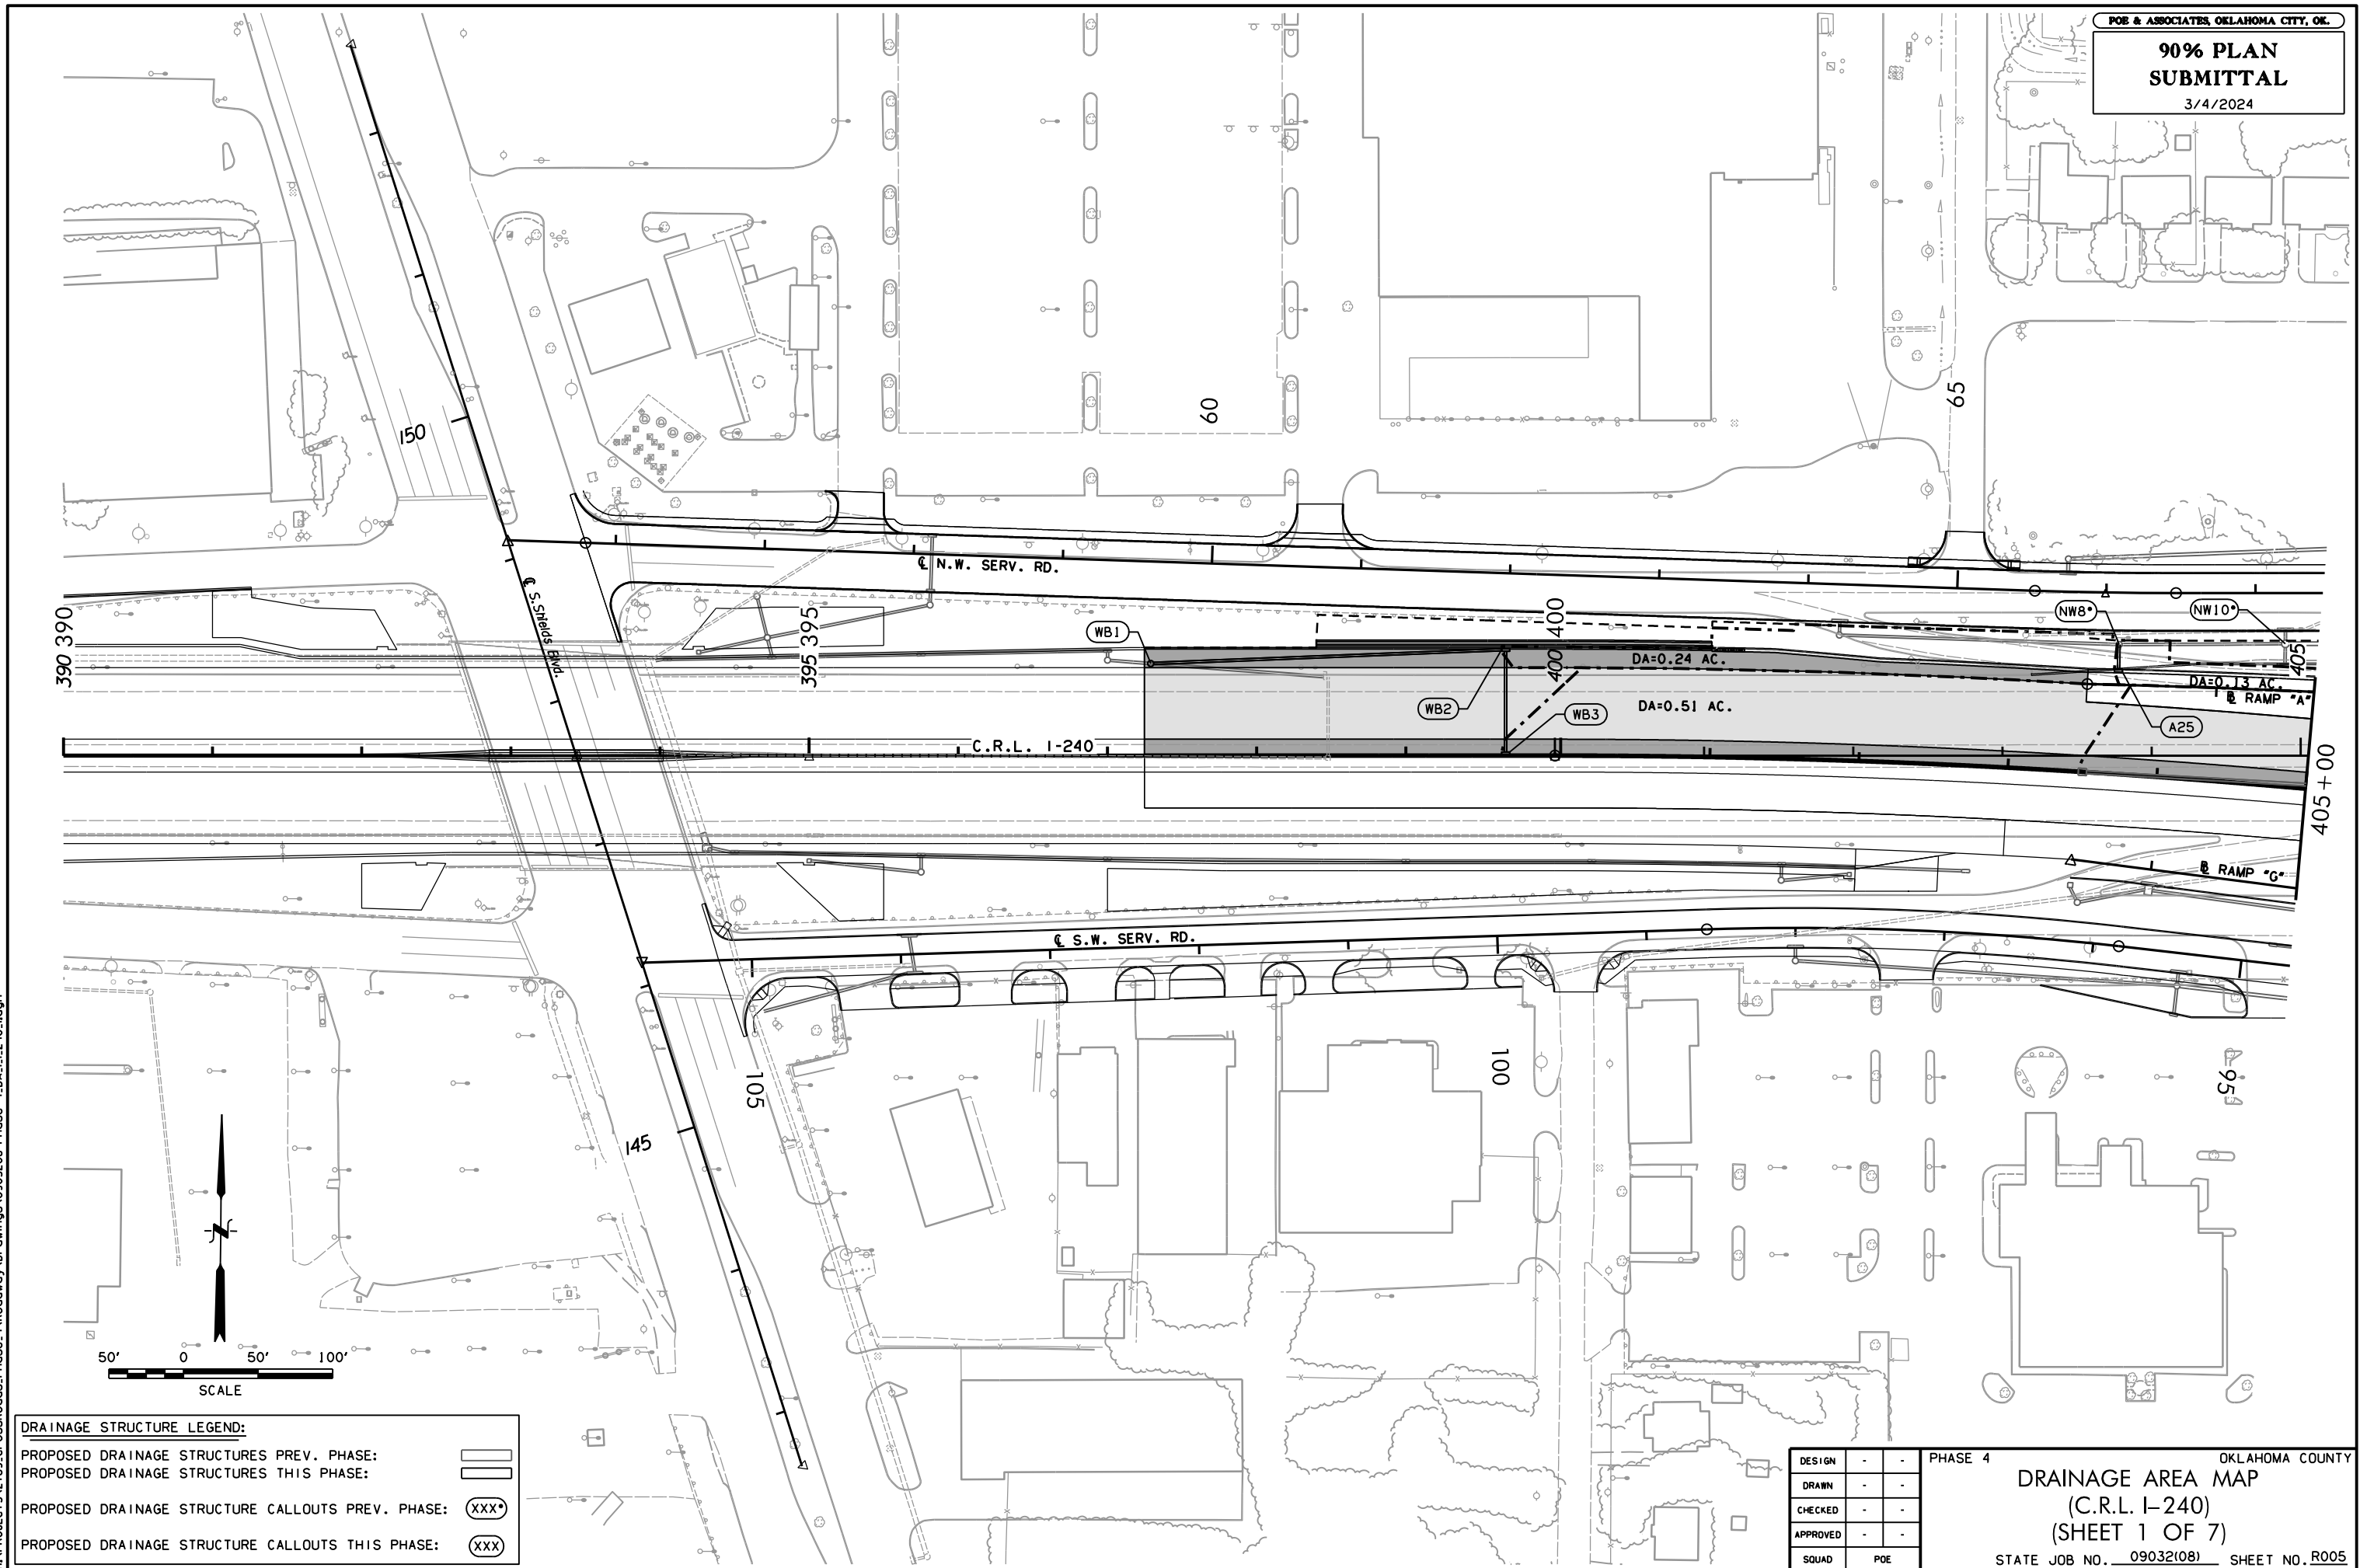 POE & ASSOCIATES, OKLAHOMA CITY, OK.
90% PLAN
SUBMITTAL
3/4/2024
150
60
65
℄ N.W. SERV. RD.
℄ S.Shields Blvd.
390 390
395 395
400 400
405
WB1
WB2
WB3
NW8•
NW10•
A25
DA=0.24 AC.
DA=0.51 AC.
DA=0.13 AC.
RAMP "A"
C.R.L. I-240
405+00
RAMP "G"
℄ S.W. SERV. RD.
105
100
95
145
50' 0 50' 100'
SCALE
DRAINAGE STRUCTURE LEGEND:
PROPOSED DRAINAGE STRUCTURES PREV. PHASE:
PROPOSED DRAINAGE STRUCTURES THIS PHASE:
PROPOSED DRAINAGE STRUCTURE CALLOUTS PREV. PHASE: XXX•
PROPOSED DRAINAGE STRUCTURE CALLOUTS THIS PHASE: XXX
DESIGN - -
DRAWN - -
CHECKED - -
APPROVED - -
SQUAD POE
PHASE 4 OKLAHOMA COUNTY
DRAINAGE AREA MAP
(C.R.L. I-240)
(SHEET 1 OF 7)
STATE JOB NO. 09032(08) SHEET NO. R005